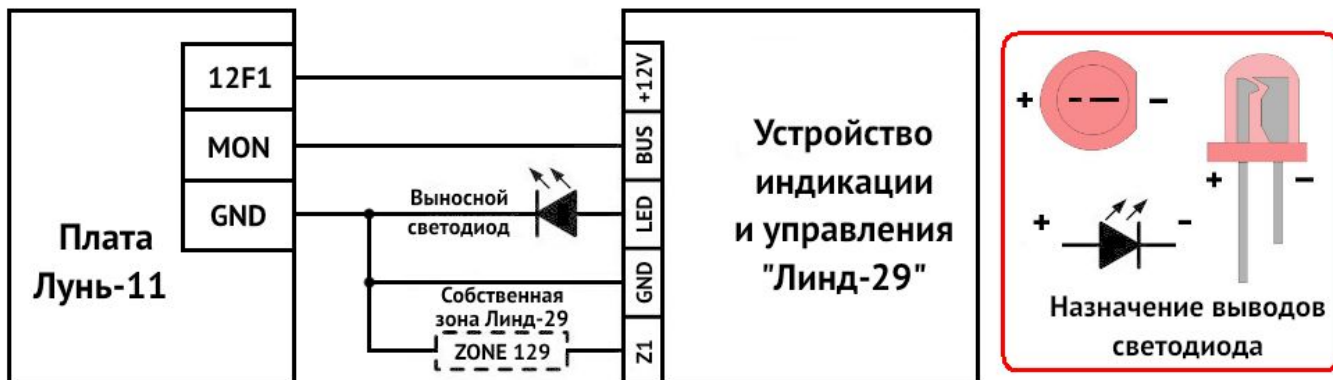 Плата
Лунь-11
12F1
MON
GND
Выносной
светодиод
Собственная
зона Линд-29
ZONE 129
+12V
BUS
LED
GND
Z1
Устройство
индикации
и управления
"Линд-29"
+ -
+ -
+ -
Назначение выводов
светодиода